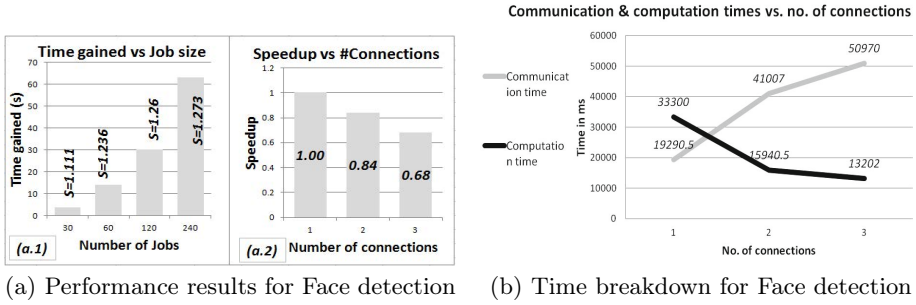 Time gained vs Job size
Time gained (s)
70
60
50
40
30
20
10
0
S=1.111
S=1.236
S=1.26
S=1.273
30 60 120 240
(a.1)
Number of Jobs
Speedup vs #Connections
Speedup
1.2
1
0.8
0.6
0.4
0.2
0
1.00
0.84
0.68
1 2 3
(a.2)
Number of connections
(a) Performance results for Face detection
Communication & computation times vs. no. of connections
Communicat
ion time
Computatio
n time
Time in ms
60000
50000
40000
30000
20000
10000
0
50970
41007
33300
19290.5
15940.5
13202
1 2 3
No. of connections
(b) Time breakdown for Face detection